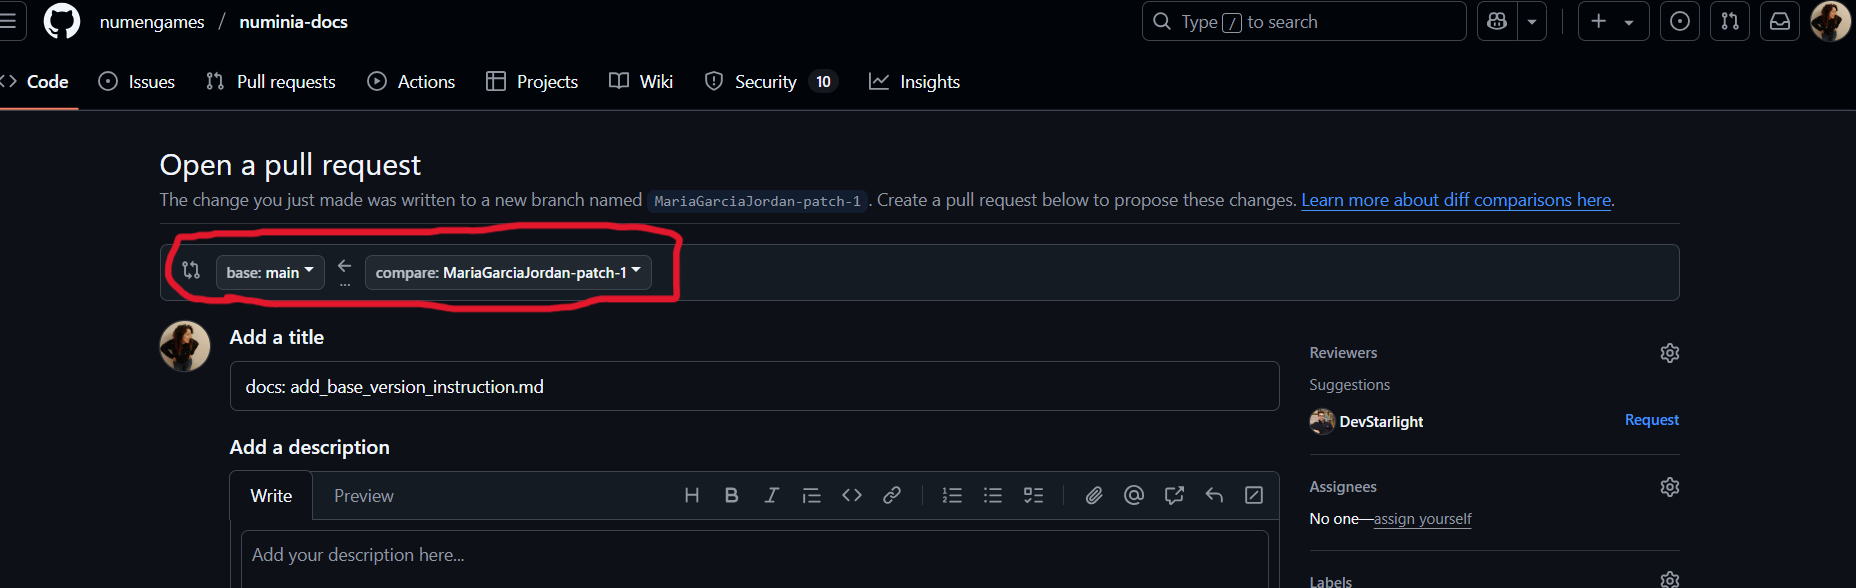 numengames / numinia-docs
Type / to search
Code Issues Pull requests Actions Projects Wiki Security 10 Insights
Open a pull request
The change you just made was written to a new branch named MariaGarciaJordan-patch-1. Create a pull request below to propose these changes. Learn more about diff comparisons here.
base: main ← compare: MariaGarciaJordan-patch-1
...
Add a title
docs: add_base_version_instruction.md
Add a description
Write Preview
Add your description here...
Reviewers
Suggestions
DevStarlight Request
Assignees
No one—assign yourself
Labels